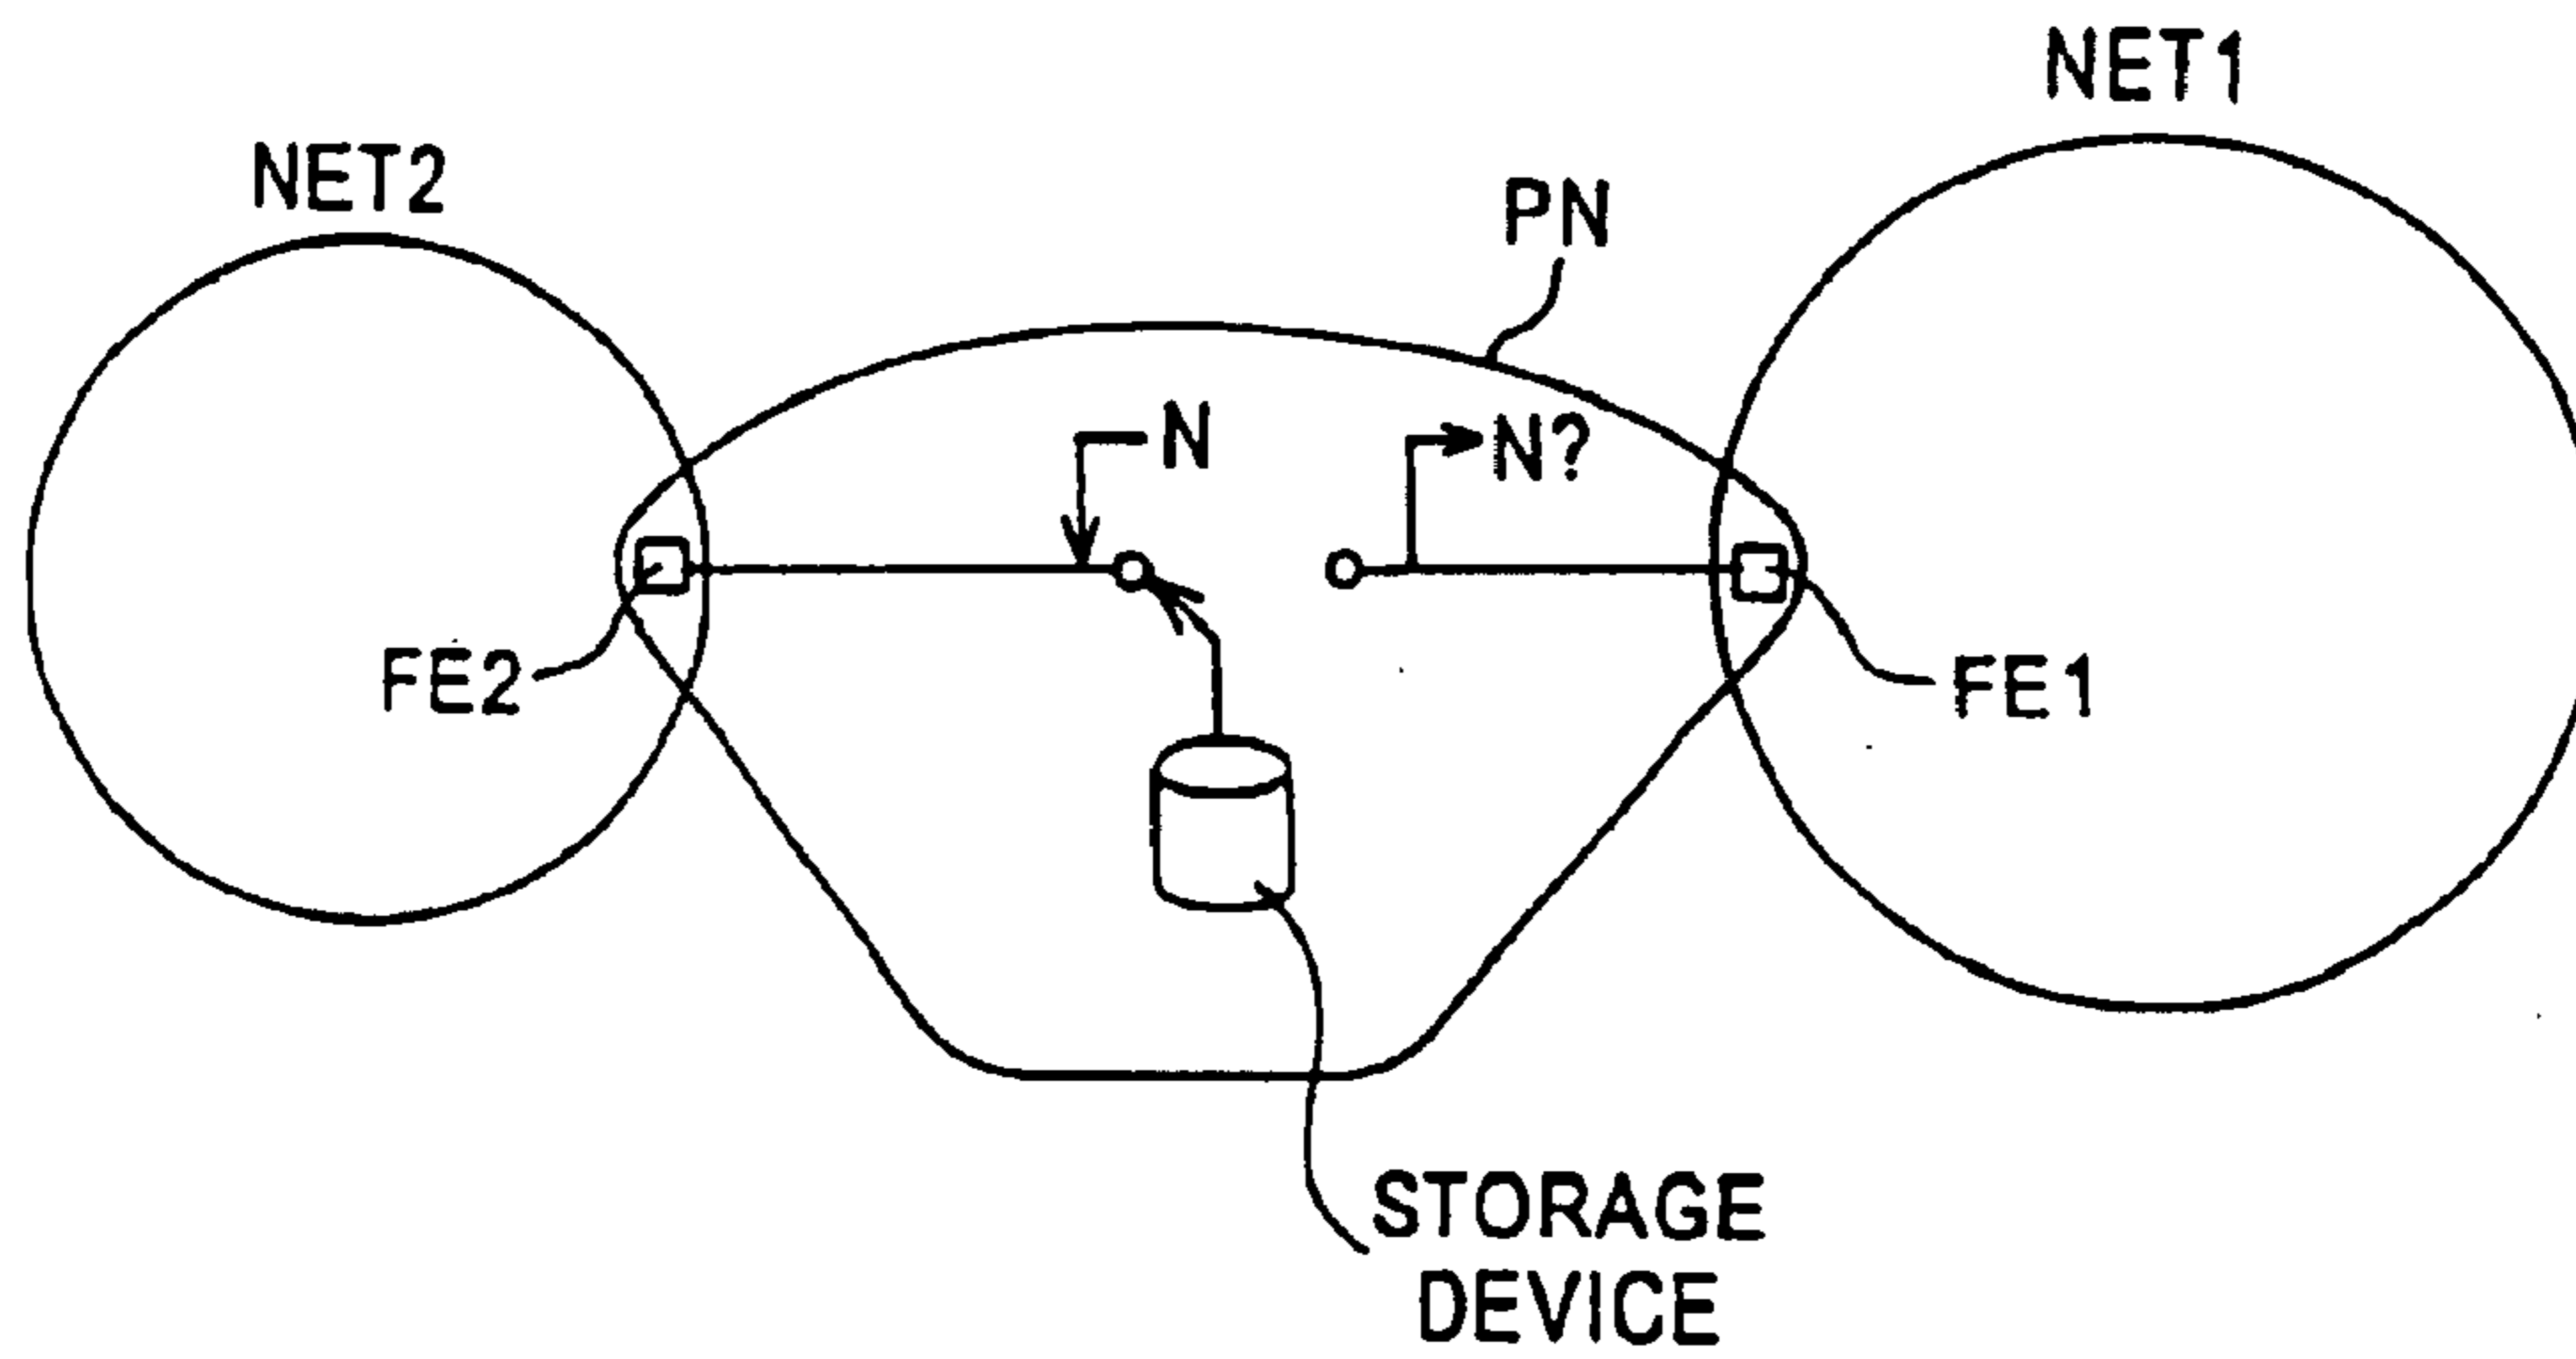 NET1
NET2
PN
N
N?
FE2
FE1
STORAGE
DEVICE